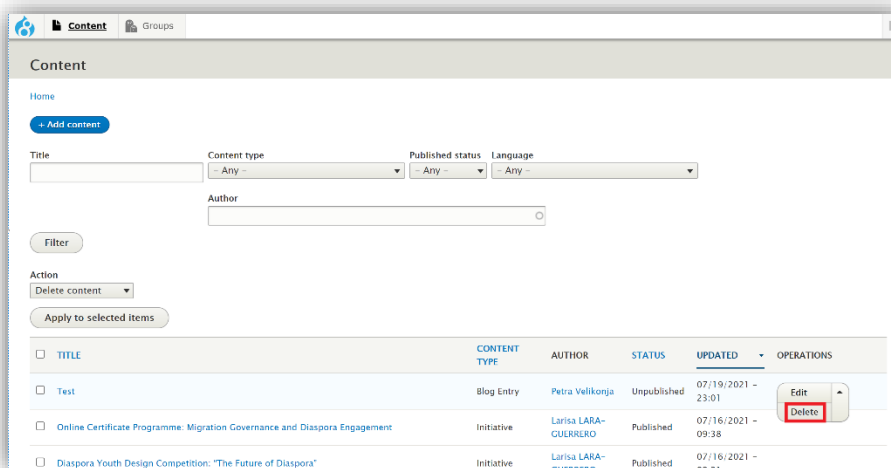 Content Groups
Content
Home
+ Add content
Title Content type Published status Language
- Any - - Any - - Any -
Author
Filter
Action
Delete content
Apply to selected items
TITLE CONTENT TYPE AUTHOR STATUS UPDATED OPERATIONS
Test Blog Entry Petra Velikonja Unpublished 07/19/2021 - 23:01 Edit
Delete
Online Certificate Programme: Migration Governance and Diaspora Engagement Initiative Larisa LARA-GUERRERO Published 07/16/2021 - 09:38
Diaspora Youth Design Competition: "The Future of Diaspora" Initiative Larisa LARA- Published 07/16/2021 -